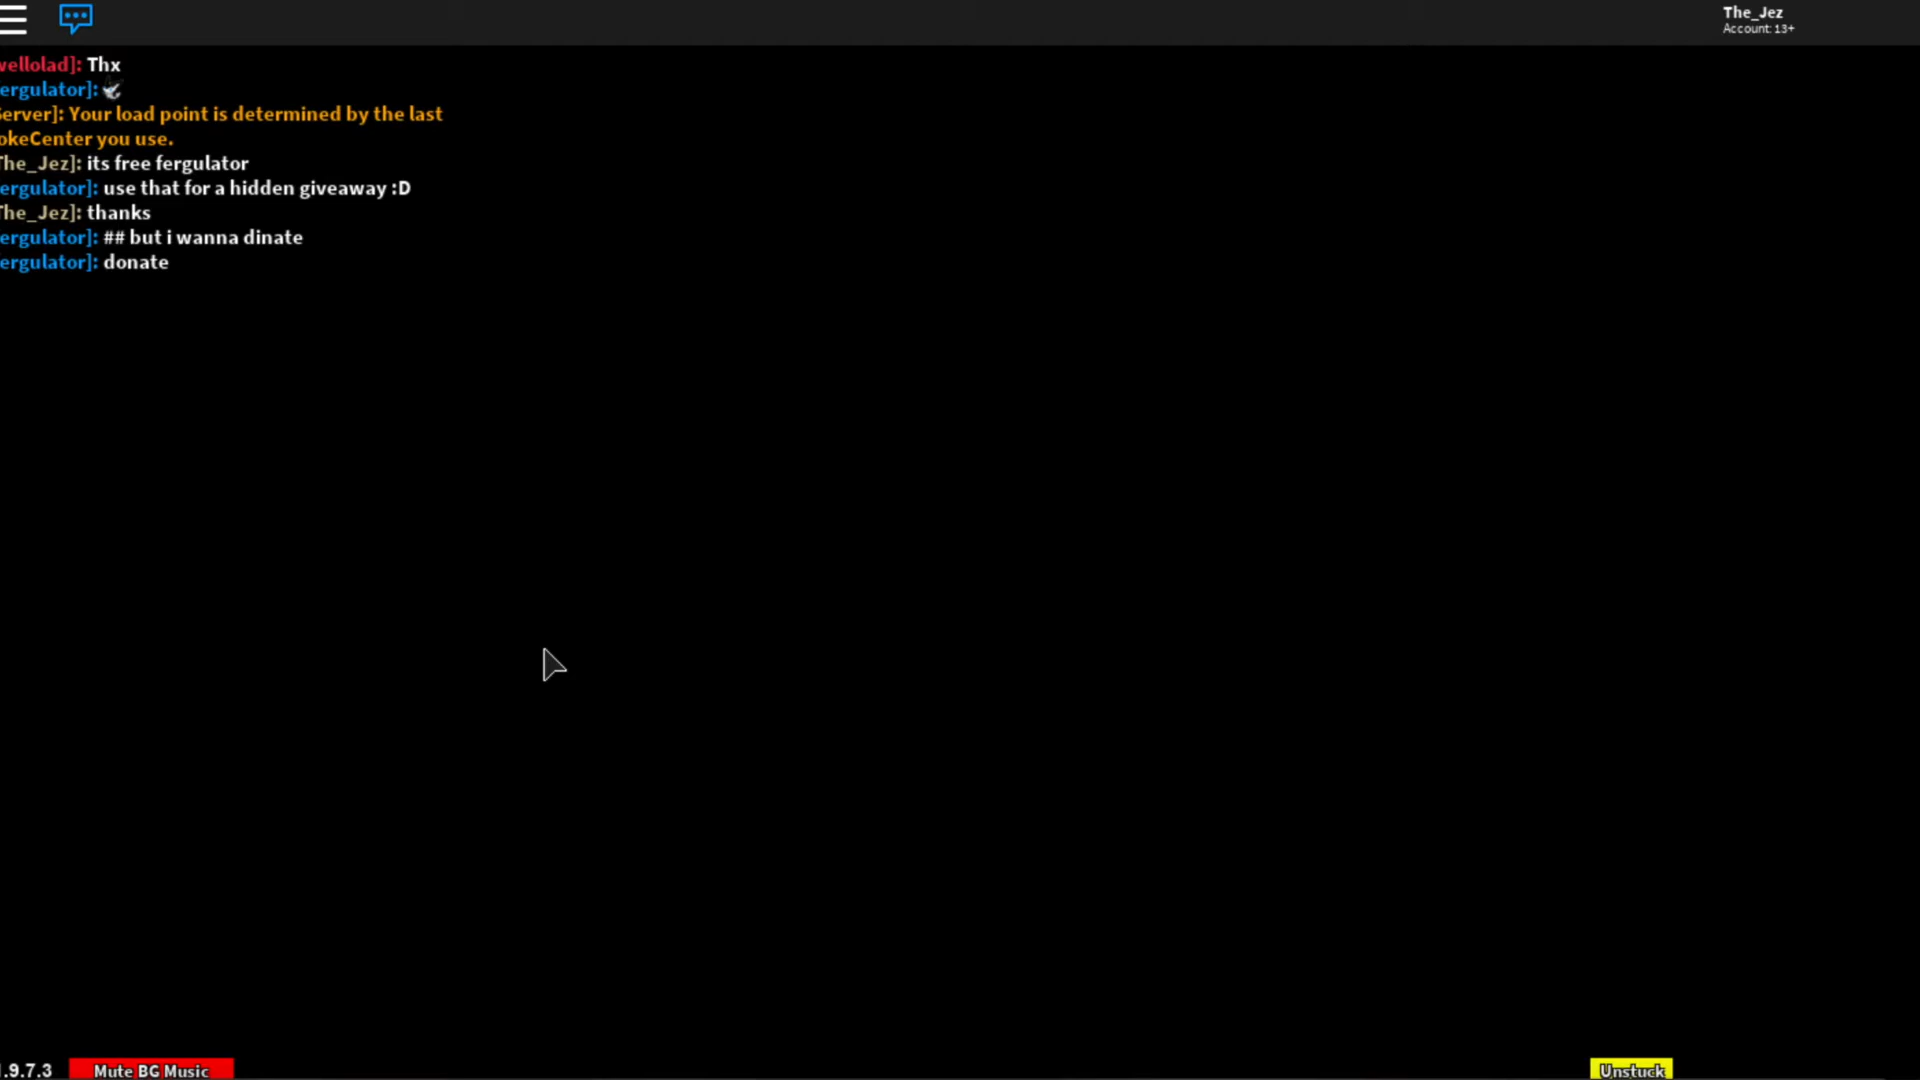 The_Jez
Account: 13+
vellolad]: Thx
ergulator]:
Server]: Your load point is determined by the last
okeCenter you use.
The_Jez]: its free fergulator
ergulator]: use that for a hidden giveaway :D
The_Jez]: thanks
ergulator]: ## but i wanna dinate
ergulator]: donate
.9.7.3
Mute BG Music
Unstuck